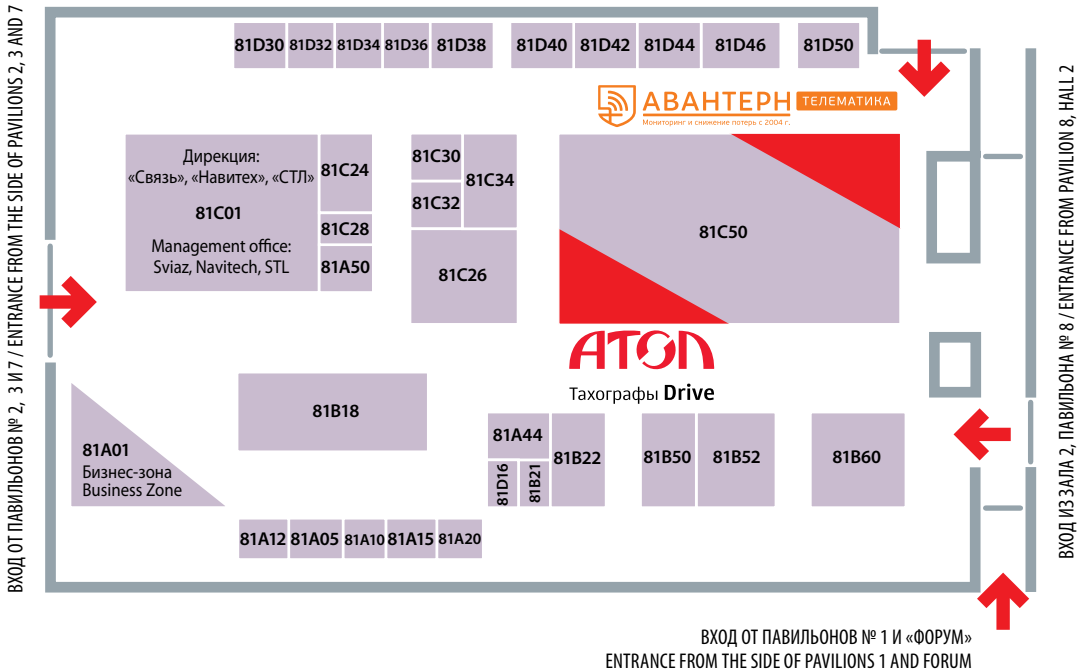 ВХОД ОТ ПАВИЛЬОНОВ № 2, 3 И 7 / ENTRANCE FROM THE SIDE OF PAVILIONS 2, 3 AND 7
81D30 81D32 81D34 81D36 81D38 81D40 81D42 81D44 81D46 81D50
АВАНТЕРН ТЕЛЕМАТИКА
Мониторинг и снижение потерь с 2004 г.
Дирекция:
«Связь», «Навитех», «СТЛ»
81C01
Management office:
Sviaz, Navitech, STL
81C24
81C28
81A50
81C30
81C32
81C34
81C26
81C50
АТОЛ
Тахографы Drive
81A01
Бизнес-зона
Business Zone
81B18
81A44
81D16
81B21
81B22
81B50
81B52
81B60
81A12 81A05 81A10 81A15 81A20
ВХОД ИЗ ЗАЛА 2, ПАВИЛЬОНА № 8 / ENTRANCE FROM PAVILION 8, HALL 2
ВХОД ОТ ПАВИЛЬОНОВ № 1 И «ФОРУМ»
ENTRANCE FROM THE SIDE OF PAVILIONS 1 AND FORUM